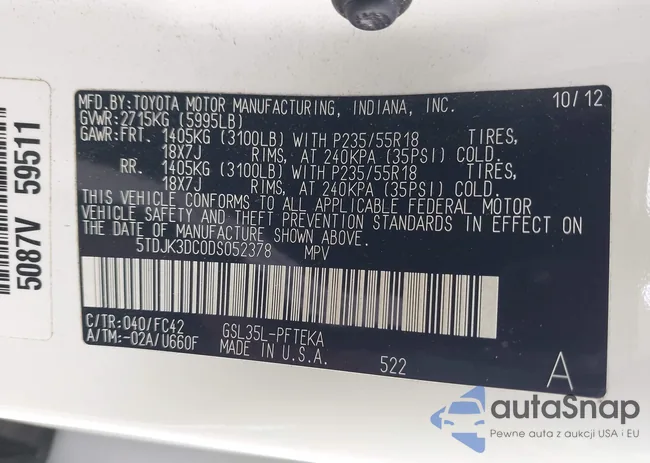 5087V 59511
MFD.BY:TOYOTA MOTOR MANUFACTURING, INDIANA, INC. 10/12
GVWR:2715KG (5995LB)
GAWR:FRT. 1405KG (3100LB) WITH P235/55R18 TIRES,
18X7J RIMS, AT 240KPA (35PSI) COLD.
RR. 1405KG (3100LB) WITH P235/55R18 TIRES,
18X7J RIMS, AT 240KPA (35PSI) COLD.
THIS VEHICLE CONFORMS TO ALL APPLICABLE FEDERAL MOTOR
VEHICLE SAFETY AND THEFT PREVENTION STANDARDS IN EFFECT ON
THE DATE OF MANUFACTURE SHOWN ABOVE.
5TDJK3DC0DS052378 MPV
C/TR:040/FC42 GSL35L-PFTEKA
A/TM:-02A/U660F MADE IN U.S.A. 522 A
autaSnap
Pewne auta z aukcji USA i EU